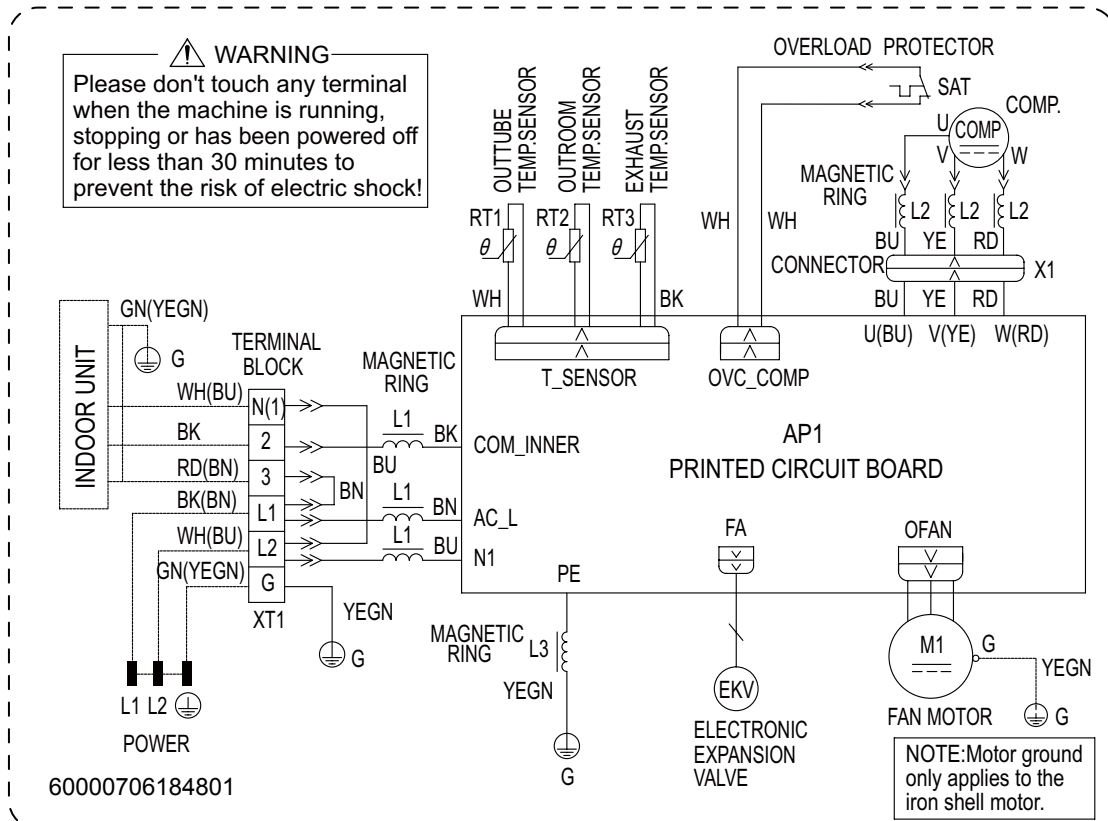 WARNING
Please don't touch any terminal
when the machine is running,
stopping or has been powered off
for less than 30 minutes to
prevent the risk of electric shock!
OVERLOAD PROTECTOR
SAT
COMP.
COMP
U
V
W
MAGNETIC
RING
L2
L2
L2
BU
YE
RD
CONNECTOR
X1
BU
YE
RD
U(BU)
V(YE)
W(RD)
WH
WH
OUTTUBE
TEMP.SENSOR
OUTROOM
TEMP.SENSOR
EXHAUST
TEMP.SENSOR
RT1
RT2
RT3
θ
θ
θ
WH
BK
T_SENSOR
OVC_COMP
INDOOR UNIT
GN(YEGN)
G
TERMINAL
BLOCK
MAGNETIC
RING
WH(BU)
N(1)
BK
2
RD(BN)
3
BK(BN)
L1
WH(BU)
L2
GN(YEGN)
G
XT1
BU
BN
L1
BK
COM_INNER
L1
BN
AC_L
L1
BU
N1
YEGN
G
AP1
PRINTED CIRCUIT BOARD
PE
FA
OFAN
MAGNETIC
RING
L3
YEGN
G
EKV
ELECTRONIC
EXPANSION
VALVE
M1
G
YEGN
G
FAN MOTOR
L1 L2
POWER
NOTE:Motor ground
only applies to the
iron shell motor.
60000706184801